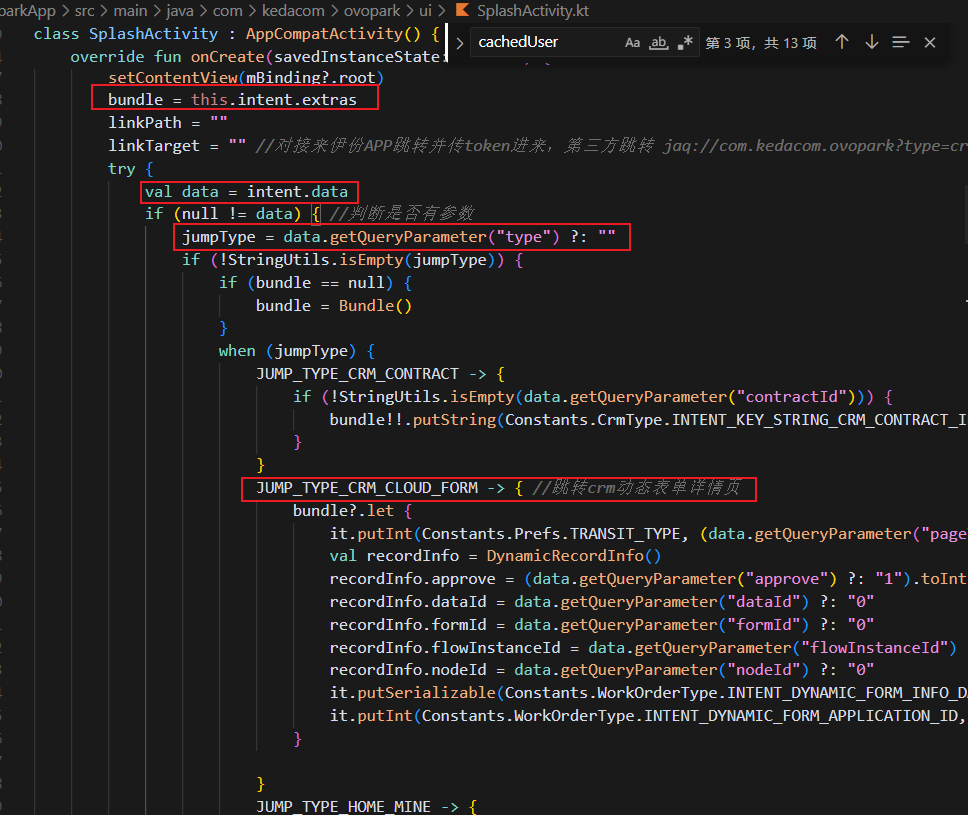 parkApp > src > main > java > com > kedacom > ovopark > ui > SplashActivity.kt
class SplashActivity : AppCompatActivity() {
cachedUser Aa ab .* 第 3 项，共 13 项
override fun onCreate(savedInstanceState:
setContentView(mBinding?.root)
bundle = this.intent.extras
linkPath = ""
linkTarget = "" //对接来伊份APP跳转并传token进来，第三方跳转 jaq://com.kedacom.ovopark?type=cr
try {
val data = intent.data
if (null != data) { //判断是否有参数
jumpType = data.getQueryParameter("type") ?: ""
if (!StringUtils.isEmpty(jumpType)) {
if (bundle == null) {
bundle = Bundle()
}
when (jumpType) {
JUMP_TYPE_CRM_CONTRACT -> {
if (!StringUtils.isEmpty(data.getQueryParameter("contractId"))) {
bundle!!.putString(Constants.CrmType.INTENT_KEY_STRING_CRM_CONTRACT_I
}
}
JUMP_TYPE_CRM_CLOUD_FORM -> { //跳转crm动态表单详情页
bundle?.let {
it.putInt(Constants.Prefs.TRANSIT_TYPE, (data.getQueryParameter("page
val recordInfo = DynamicRecordInfo()
recordInfo.approve = (data.getQueryParameter("approve") ?: "1").toInt
recordInfo.dataId = data.getQueryParameter("dataId") ?: "0"
recordInfo.formId = data.getQueryParameter("formId") ?: "0"
recordInfo.flowInstanceId = data.getQueryParameter("flowInstanceId")
recordInfo.nodeId = data.getQueryParameter("nodeId") ?: "0"
it.putSerializable(Constants.WorkOrderType.INTENT_DYNAMIC_FORM_INFO_DA
it.putInt(Constants.WorkOrderType.INTENT_DYNAMIC_FORM_APPLICATION_ID,
}
}
JUMP_TYPE_HOME_MINE -> {